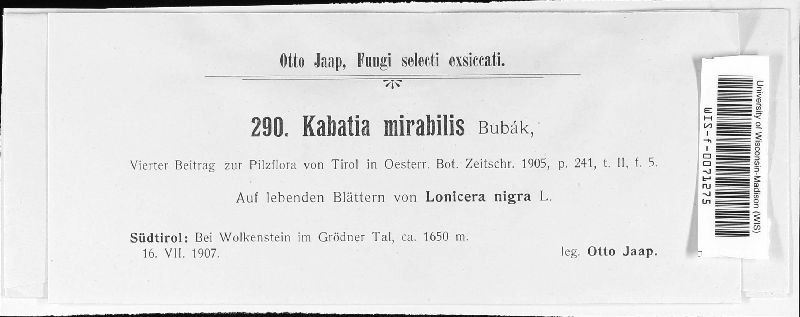 Otto Jaap, Fungi selecti exsiccati.
290. Kabatia mirabilis Bubák,
Vierter Beitrag zur Pilzflora von Tirol in Oesterr. Bot. Zeitschr. 1905, p. 241, t. II, f. 5.
Auf lebenden Blättern von Lonicera nigra L.
Südtirol: Bei Wolkenstein im Grödner Tal, ca. 1650 m.
16. VII. 1907.
leg. Otto Jaap.
University of Wisconsin-Madison (WIS)
WIS-f-0071275